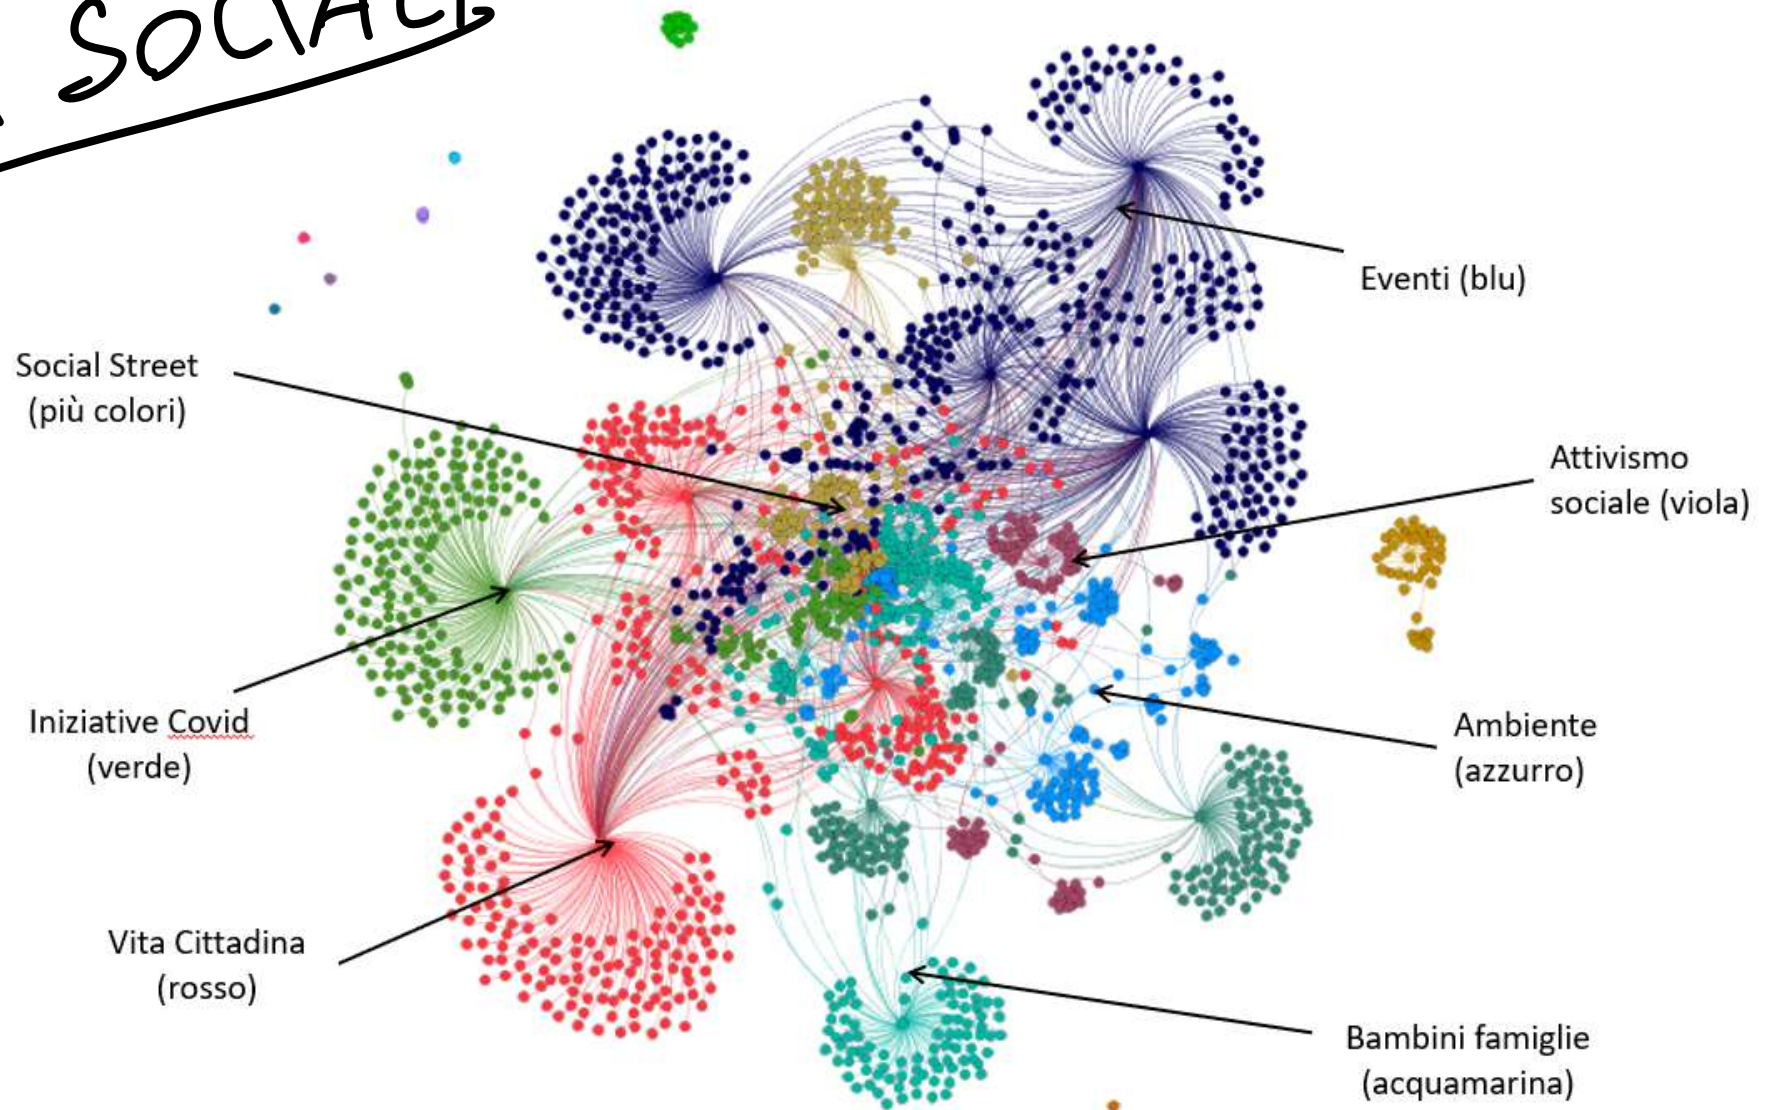 SOCIALE
Eventi (blu)
Social Street
(più colori)
Attivismo
sociale (viola)
Iniziative Covid
(verde)
Ambiente
(azzurro)
Vita Cittadina
(rosso)
Bambini famiglie
(acquamarina)